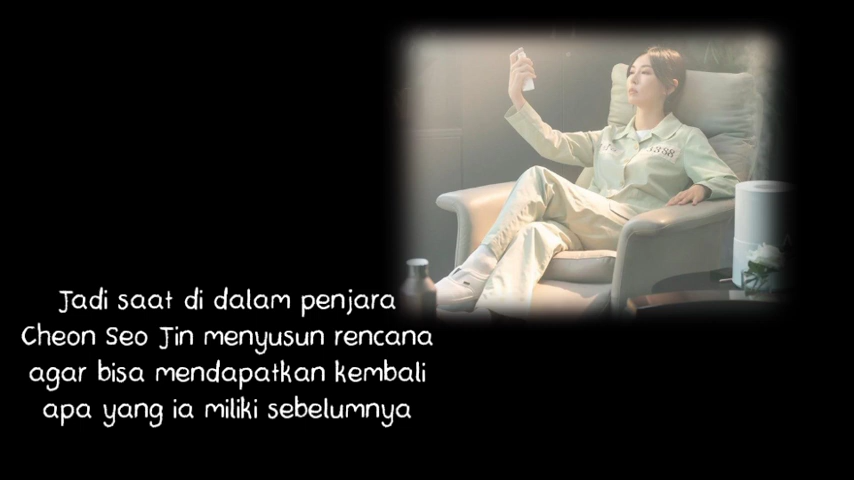 Jadi saat di dalam penjara
Cheon Seo Jin menyusun rencana
agar bisa mendapatkan kembali
apa yang ia miliki sebelumnya